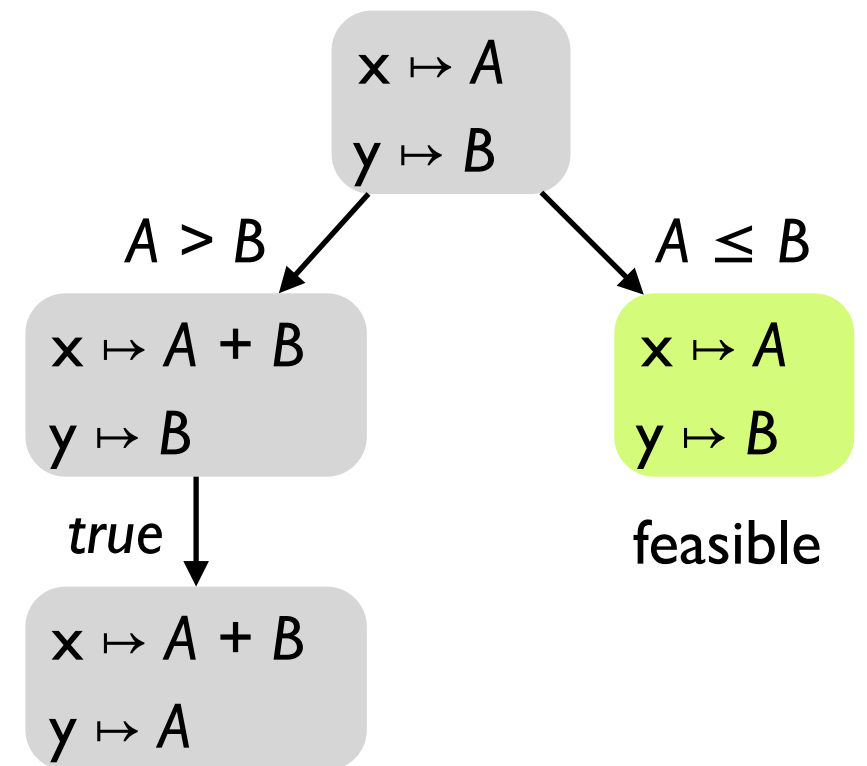 x ↦ A
y ↦ B
A > B
A ≤ B
x ↦ A + B
y ↦ B
x ↦ A
y ↦ B
true
feasible
x ↦ A + B
y ↦ A